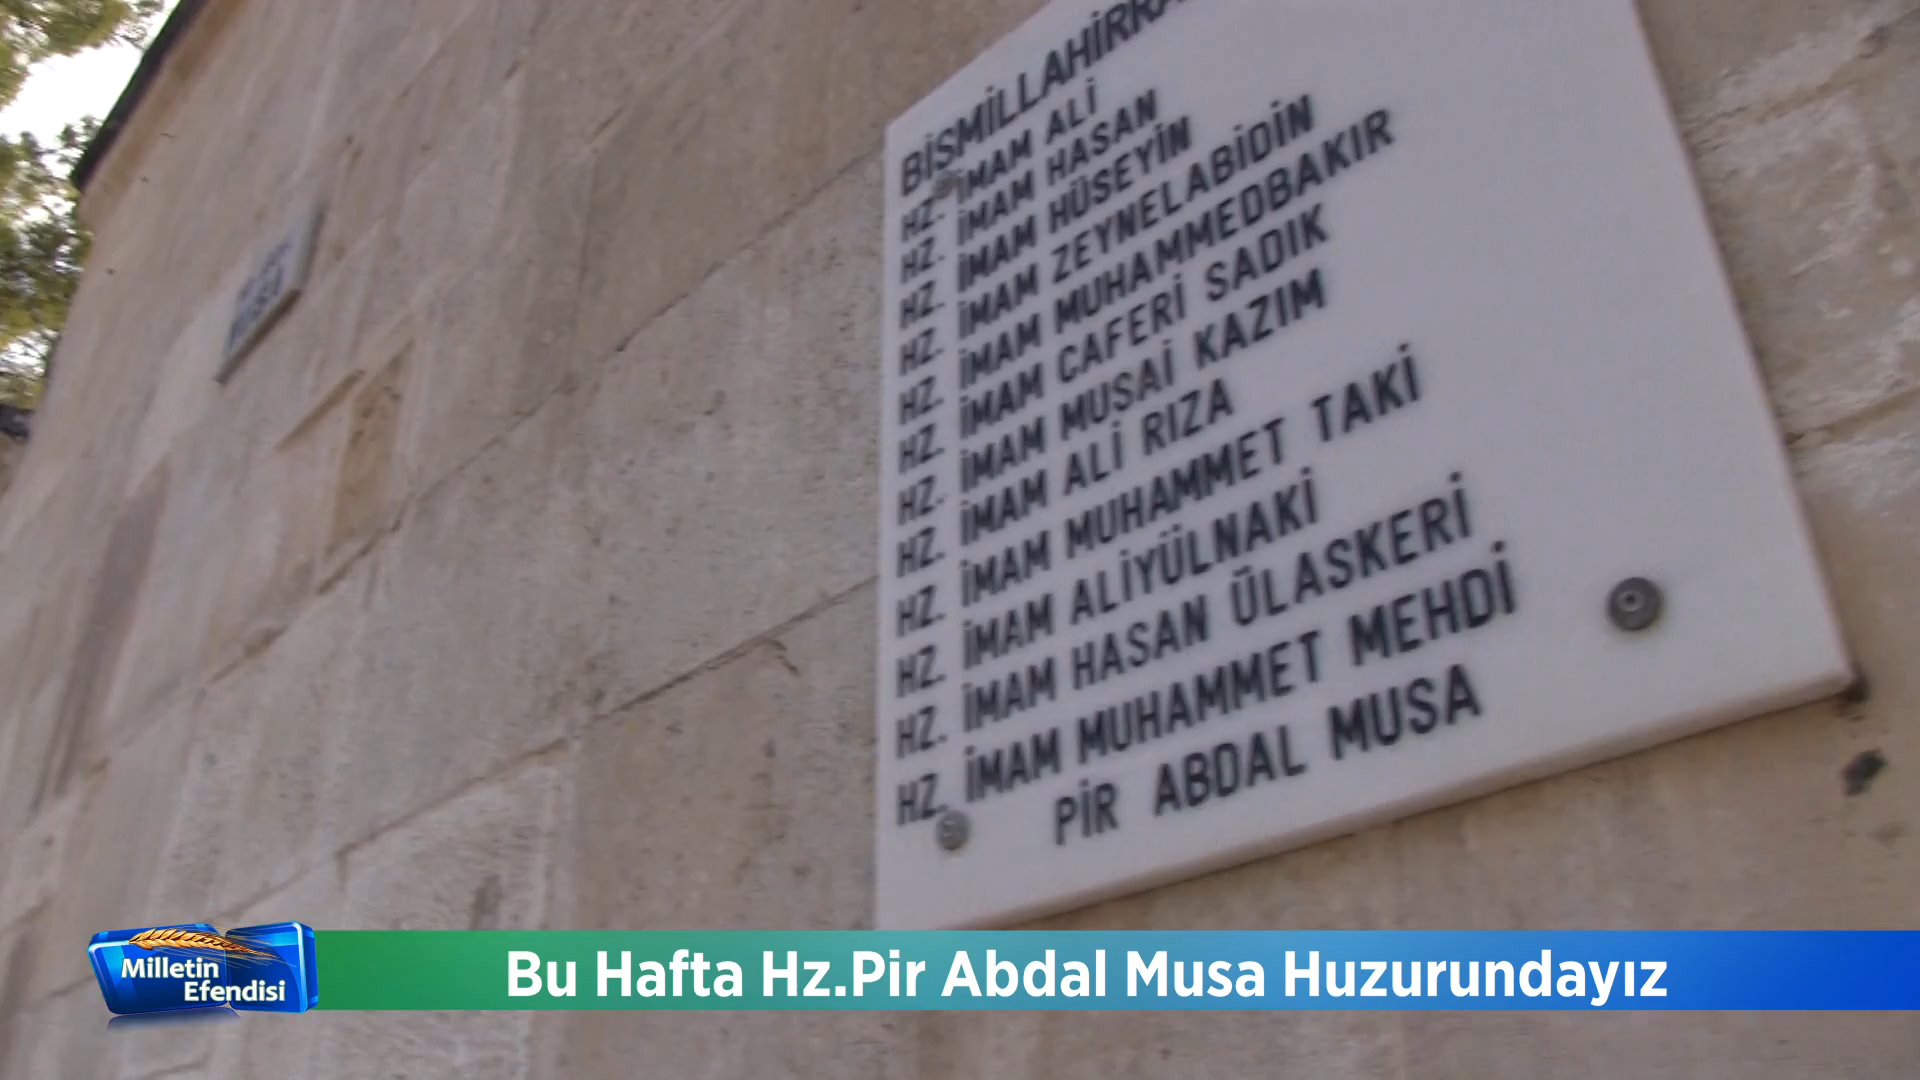 BİSMİLLAHİRRA
HZ. İMAM ALİ
HZ. İMAM HASAN
HZ. İMAM HÜSEYİN
HZ. İMAM ZEYNELABİDİN
HZ. İMAM MUHAMMEDBAKIR
HZ. İMAM CAFERİ SADIK
HZ. İMAM MUSAİ KAZIM
HZ. İMAM ALİ RIZA
HZ. İMAM MUHAMMET TAKİ
HZ. İMAM ALİYÜLNAKİ
HZ. İMAM HASAN ÜLASKERİ
HZ. İMAM MUHAMMET MEHDİ
PİR ABDAL MUSA
Milletin
Efendisi
Bu Hafta Hz.Pir Abdal Musa Huzurundayız